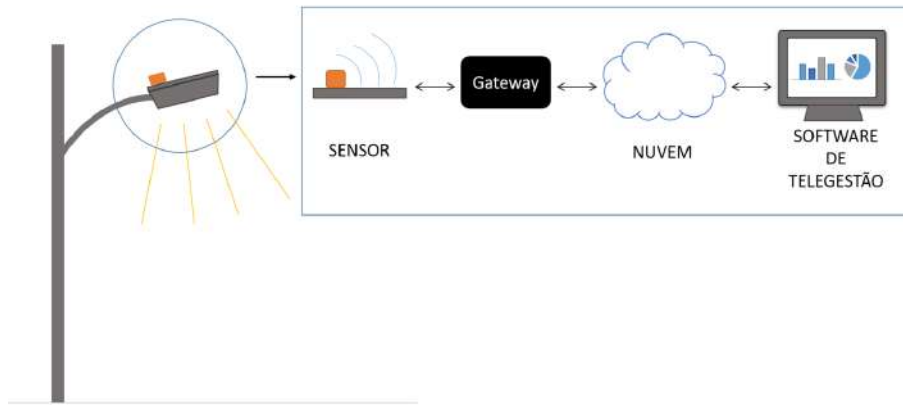 Gateway
SENSOR
NUVEM
SOFTWARE
DE
TELEGESTÃO